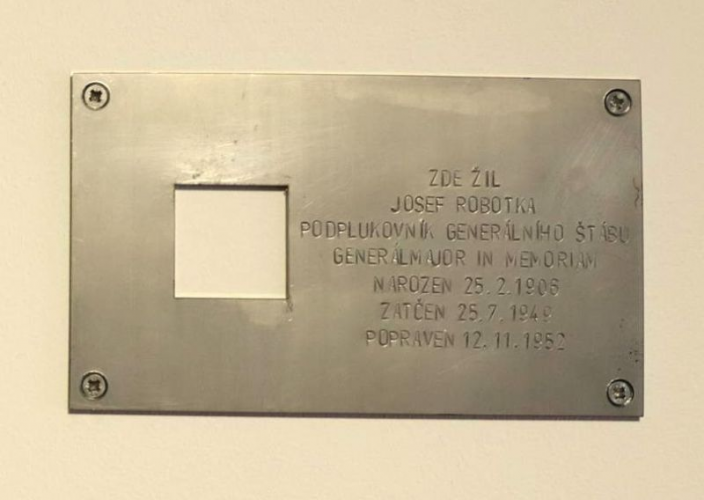 ZDE ŽIL
JOSEF ROBOTKA
PODPLUKOVNÍK GENERÁLNÍHO ŠTÁBU
GENERÁLMAJOR IN MEMORIAM
NAROZEN 25.2.1906
ZATČEN 25.7.1949
POPRAVEN 12.11.1952